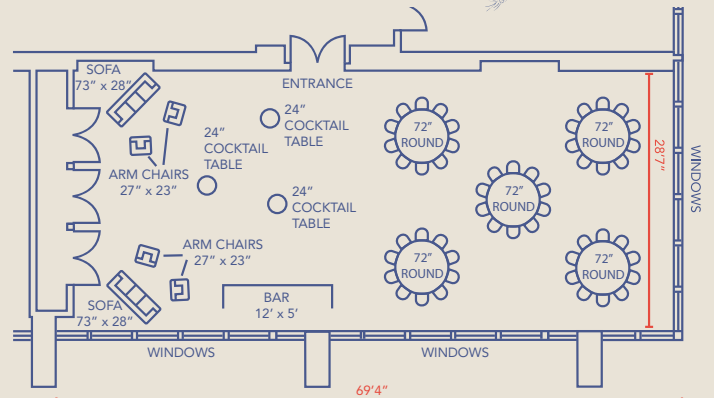 SOFA
73” x 28”
ENTRANCE
24”
COCKTAIL
TABLE
24”
COCKTAIL
TABLE
ARM CHAIRS
27” x 23”
24”
COCKTAIL
TABLE
72”
ROUND
72”
ROUND
72”
ROUND
28’7”
WINDOWS
ARM CHAIRS
27” x 23”
72”
ROUND
72”
ROUND
SOFA
73” x 28”
BAR
12’ x 5’
WINDOWS
WINDOWS
69’4”